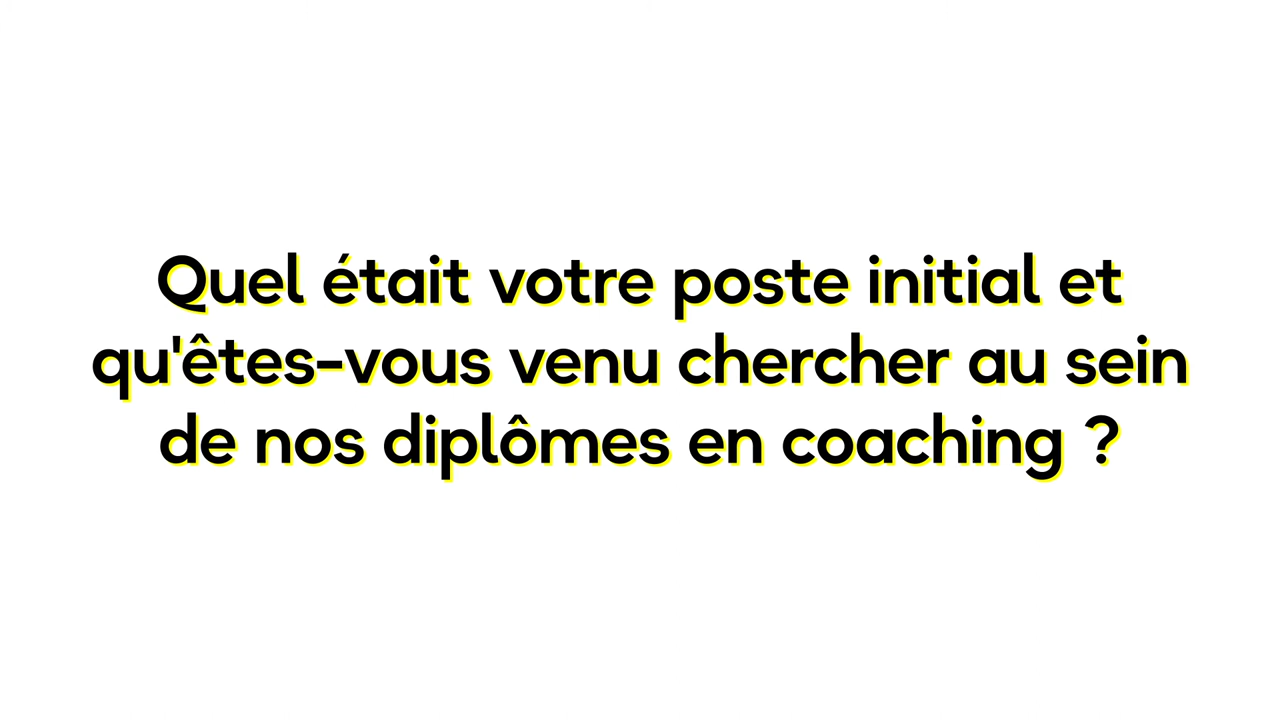 Quel était votre poste initial et
qu'êtes-vous venu chercher au sein
de nos diplômes en coaching ?